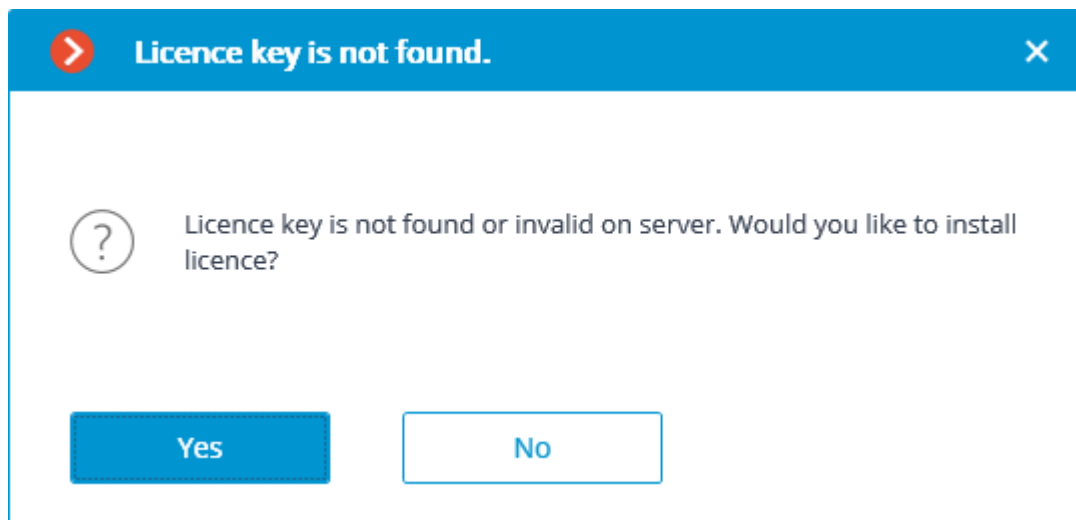 Licence key is not found.
Licence key is not found or invalid on server. Would you like to install
licence?
Yes
No